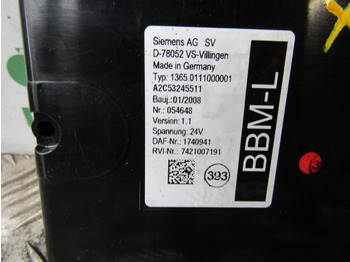 Siemens AG SV
D-78052 VS-Villingen
Made in Germany
Typ: 1365.0111000001
A2C53245511
Bauj.: 01/2008
Nr.: 054648
Version: 1.1
Spannung: 24V
DAF-Nr.: 1740941
RVI-Nr.: 7421007191
393
BBM-L